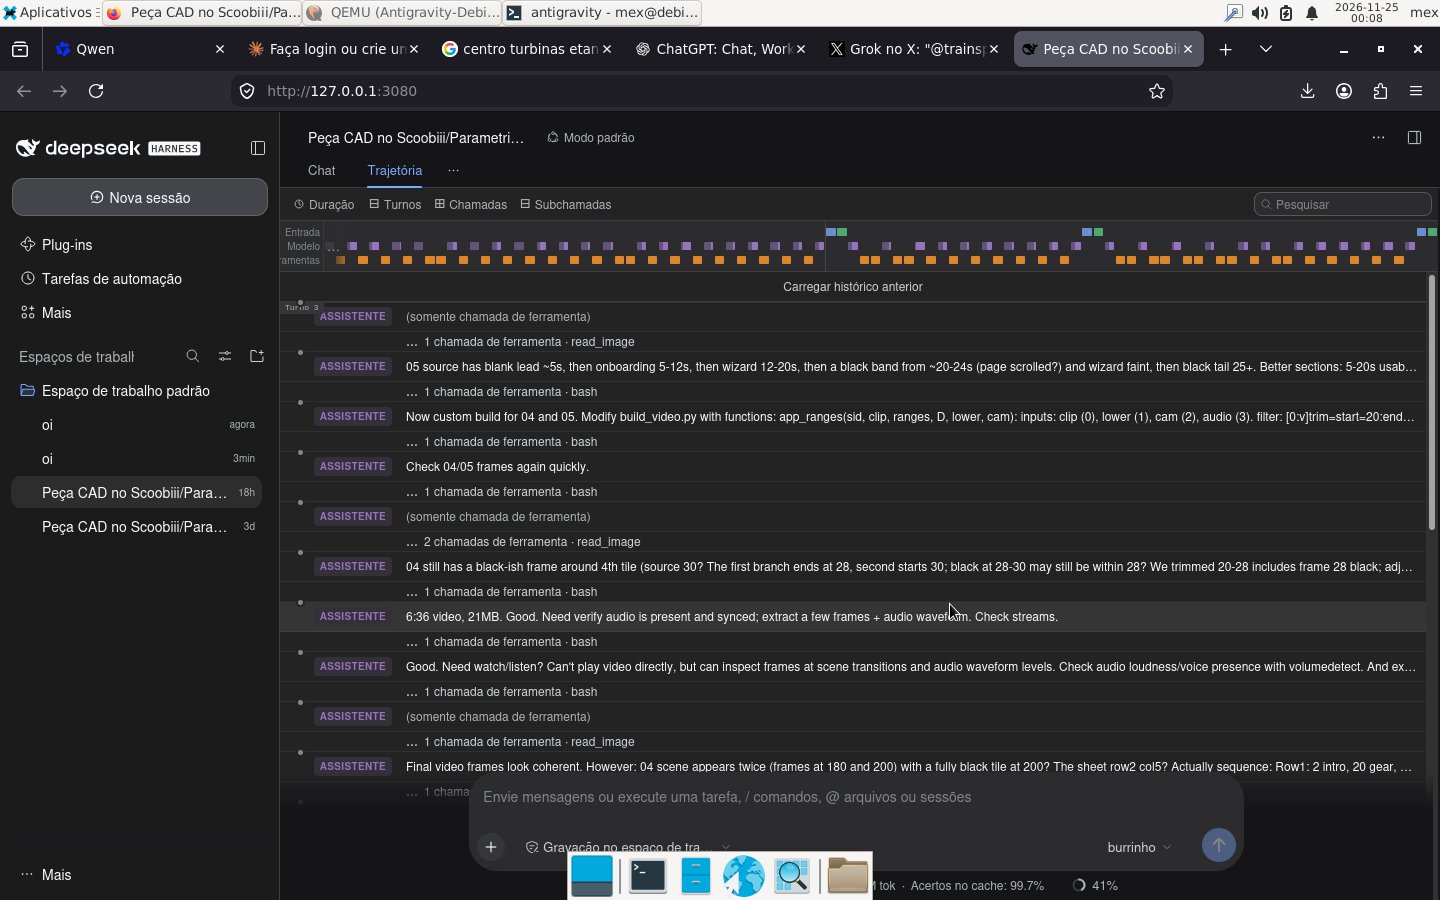 Aplicativos
Peça CAD no Scoobiii/Pa...
QEMU (Antigravity-Debi...
antigravity - mex@debi...
2026-11-25
00:08
mex
Qwen
Faça login ou crie un
centro turbinas etan
ChatGPT: Chat, Work
Grok no X: "@transp
Peça CAD no Scoobii
http://127.0.0.1:3080
deepseek HARNESS
Nova sessão
Plug-ins
Tarefas de automação
Mais
Espaços de trabalh
Espaço de trabalho padrão
oi agora
oi 3min
Peça CAD no Scoobiii/Para... 18h
Peça CAD no Scoobiii/Para... 3d
··· Mais
Peça CAD no Scoobiii/Parametri...
Modo padrão
Chat
Trajetória
Duração
Turnos
Chamadas
Subchamadas
Pesquisar
Entrada
Modelo
ramentas
Carregar histórico anterior
Turno 3
ASSISTENTE (somente chamada de ferramenta)
... 1 chamada de ferramenta · read_image
ASSISTENTE 05 source has blank lead ~5s, then onboarding 5-12s, then wizard 12-20s, then a black band from ~20-24s (page scrolled?) and wizard faint, then black tail 25+. Better sections: 5-20s usab...
... 1 chamada de ferramenta · bash
ASSISTENTE Now custom build for 04 and 05. Modify build_video.py with functions: app_ranges(sid, clip, ranges, D, lower, cam): inputs: clip (0), lower (1), cam (2), audio (3). filter: [0:v]trim=start=20:end...
... 1 chamada de ferramenta · bash
ASSISTENTE Check 04/05 frames again quickly.
... 1 chamada de ferramenta · bash
ASSISTENTE (somente chamada de ferramenta)
... 2 chamadas de ferramenta · read_image
ASSISTENTE 04 still has a black-ish frame around 4th tile (source 30? The first branch ends at 28, second starts 30; black at 28-30 may still be within 28? We trimmed 20-28 includes frame 28 black; adj...
... 1 chamada de ferramenta · bash
ASSISTENTE 6:36 video, 21MB. Good. Need verify audio is present and synced; extract a few frames + audio waveform. Check streams.
... 1 chamada de ferramenta · bash
ASSISTENTE Good. Need watch/listen? Can't play video directly, but can inspect frames at scene transitions and audio waveform levels. Check audio loudness/voice presence with volumedetect. And ex...
... 1 chamada de ferramenta · bash
ASSISTENTE (somente chamada de ferramenta)
... 1 chamada de ferramenta · read_image
ASSISTENTE Final video frames look coherent. However: 04 scene appears twice (frames at 180 and 200) with a fully black tile at 200? The sheet row2 col5? Actually sequence: Row1: 2 intro, 20 gear, ...
... 1 chama
Envie mensagens ou execute uma tarefa, / comandos, @ arquivos ou sessões
Gravação no espaço de tra...
burrinho
tok · Acertos no cache: 99.7%
41%